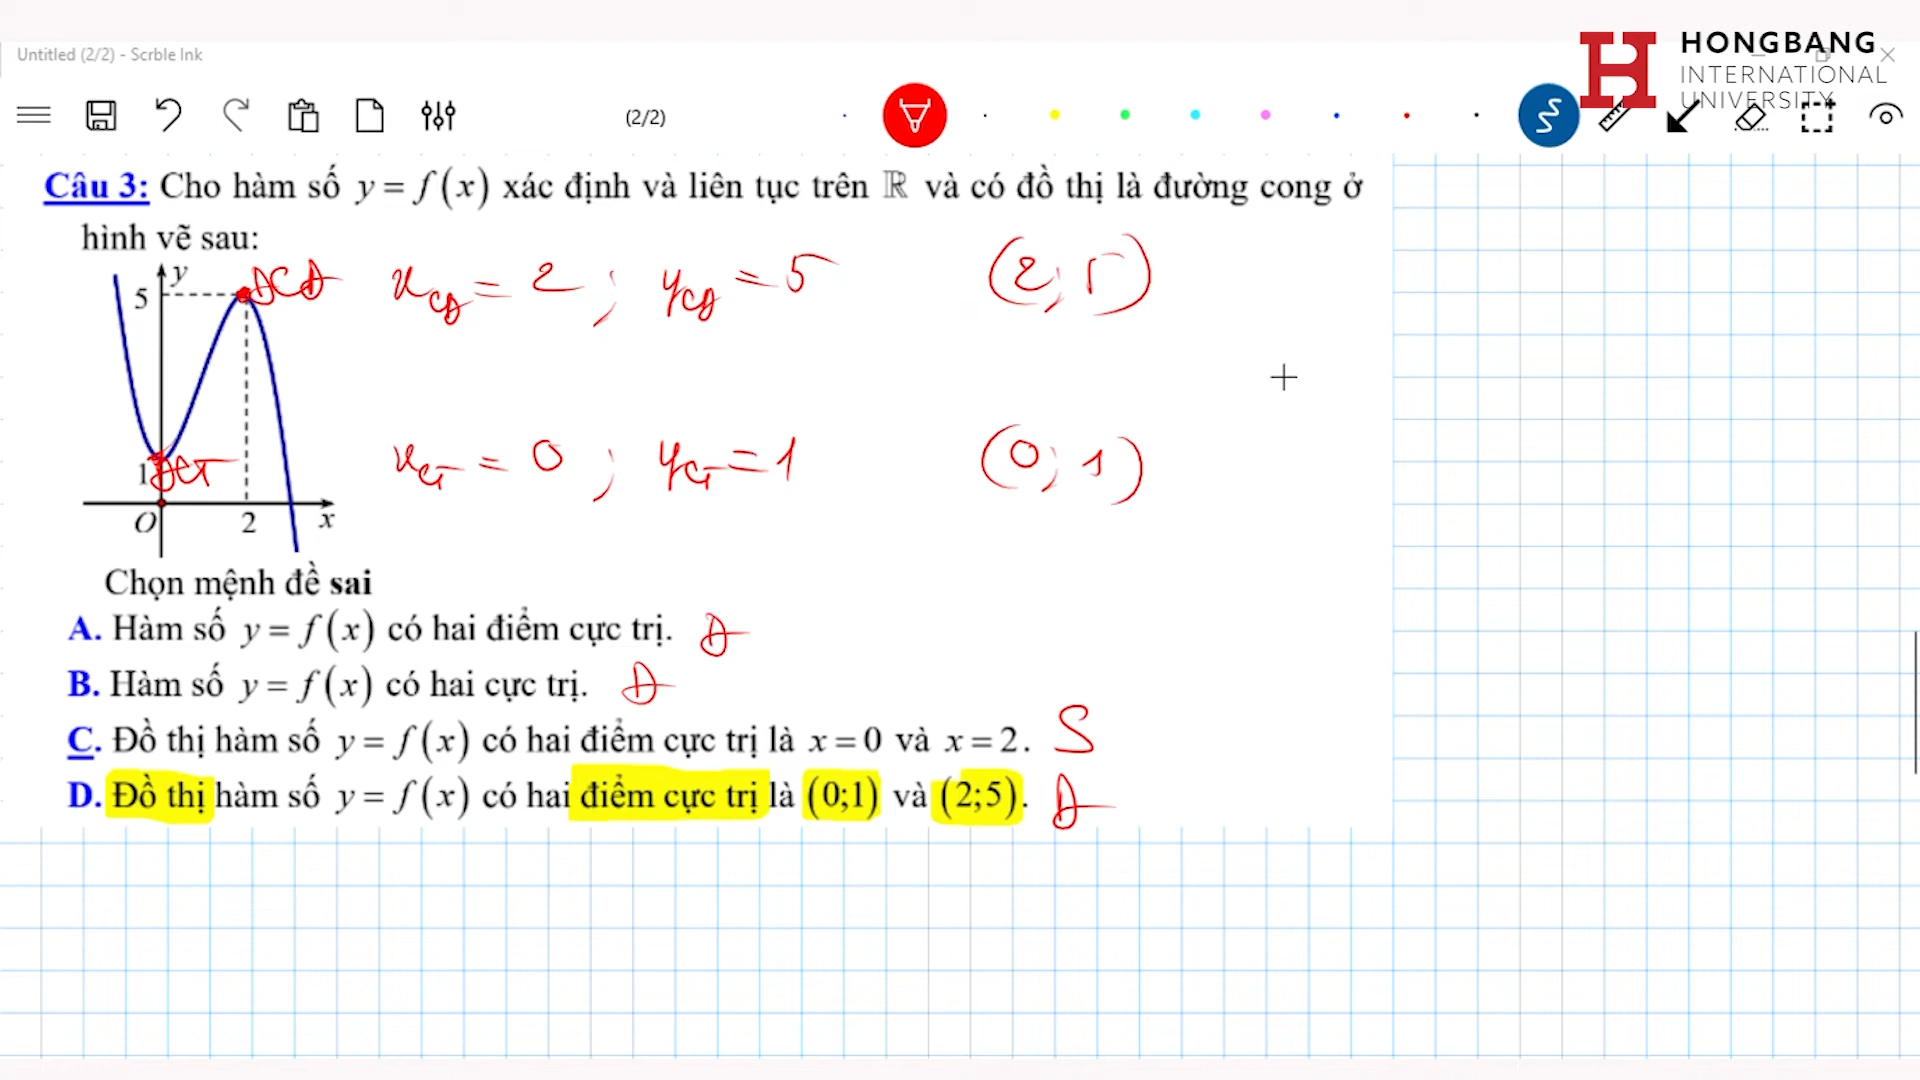 Untitled (2/2) - Scrble Ink
HONGBANG
INTERNATIONAL
UNIVERSITY
(2/2)
Câu 3: Cho hàm số y = f(x) xác định và liên tục trên ℝ và có đồ thị là đường cong ở
hình vẽ sau:
y
5
ĐCĐ
x_CĐ = 2 ; y_CĐ = 5 (2; 5)
1
ĐCT
x_CT = 0 ; y_CT = 1 (0; 1)
O 2 x
Chọn mệnh đề sai
A. Hàm số y = f(x) có hai điểm cực trị. Đ
B. Hàm số y = f(x) có hai cực trị. Đ
C. Đồ thị hàm số y = f(x) có hai điểm cực trị là x = 0 và x = 2. S
D. Đồ thị hàm số y = f(x) có hai điểm cực trị là (0;1) và (2;5). Đ